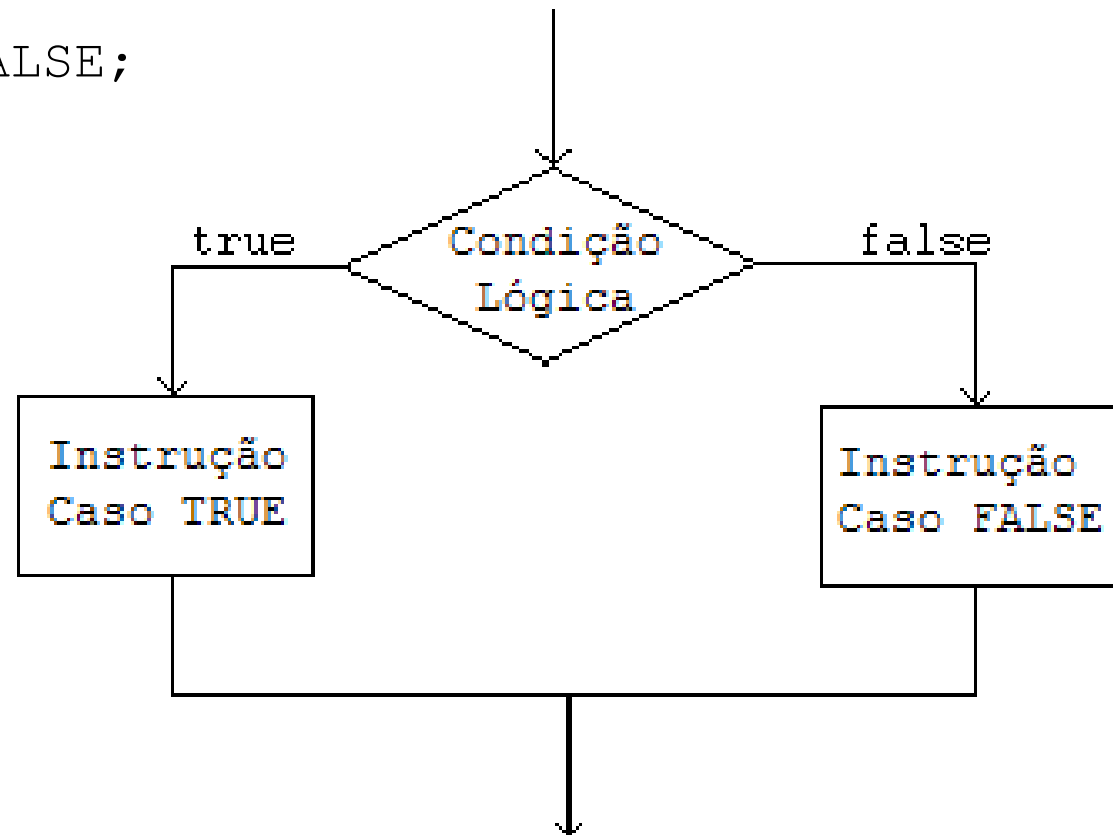 ALSE;
true
Condição
Lógica
false
Instrução
Caso TRUE
Instrução
Caso FALSE